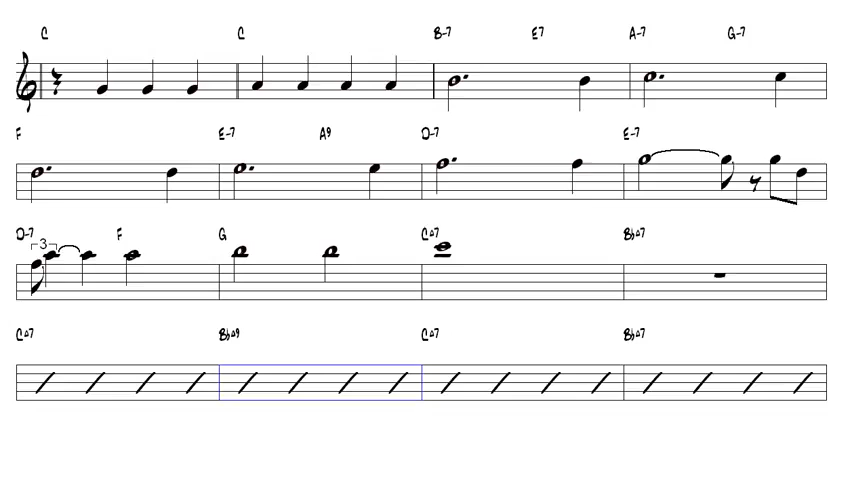 C C B-7 E7 A-7 G-7
F E-7 A9 D-7 E-7
D-7 F G C△7 B♭△7
3
C△7 B♭△9 C△7 B♭△7